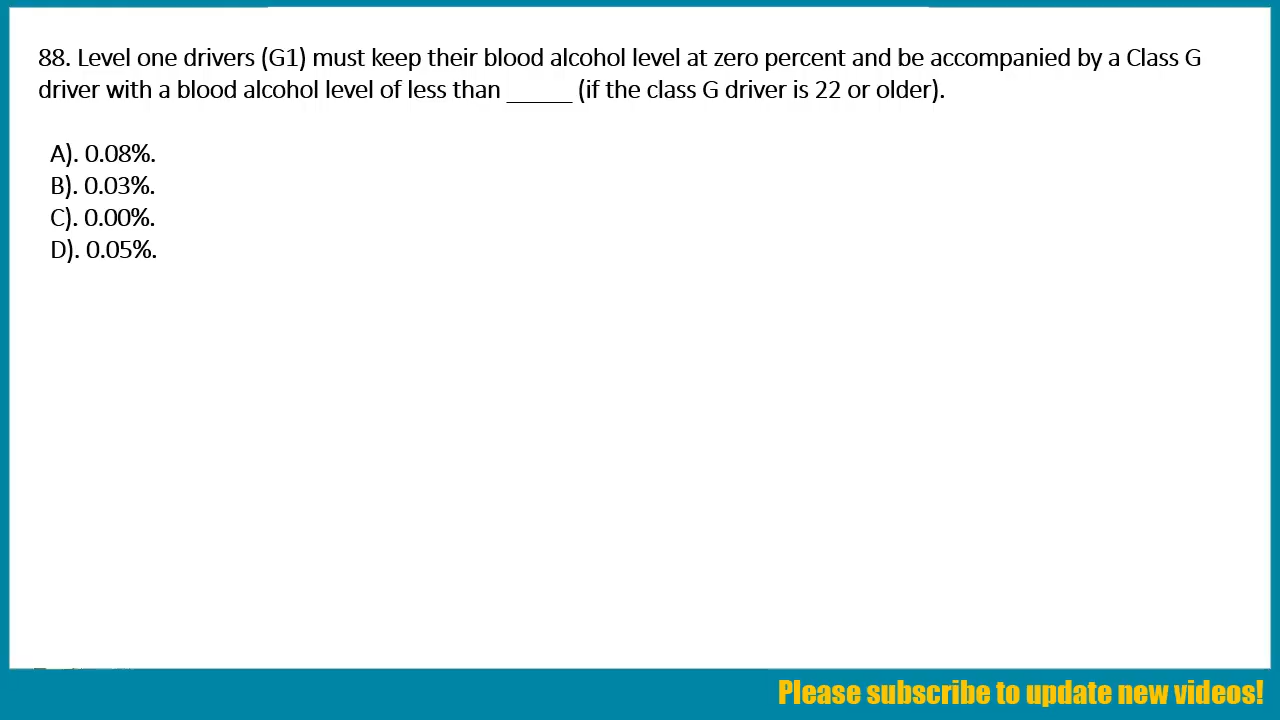 88. Level one drivers (G1) must keep their blood alcohol level at zero percent and be accompanied by a Class G
driver with a blood alcohol level of less than _____ (if the class G driver is 22 or older).
A). 0.08%.
B). 0.03%.
C). 0.00%.
D). 0.05%.
Please subscribe to update new videos!